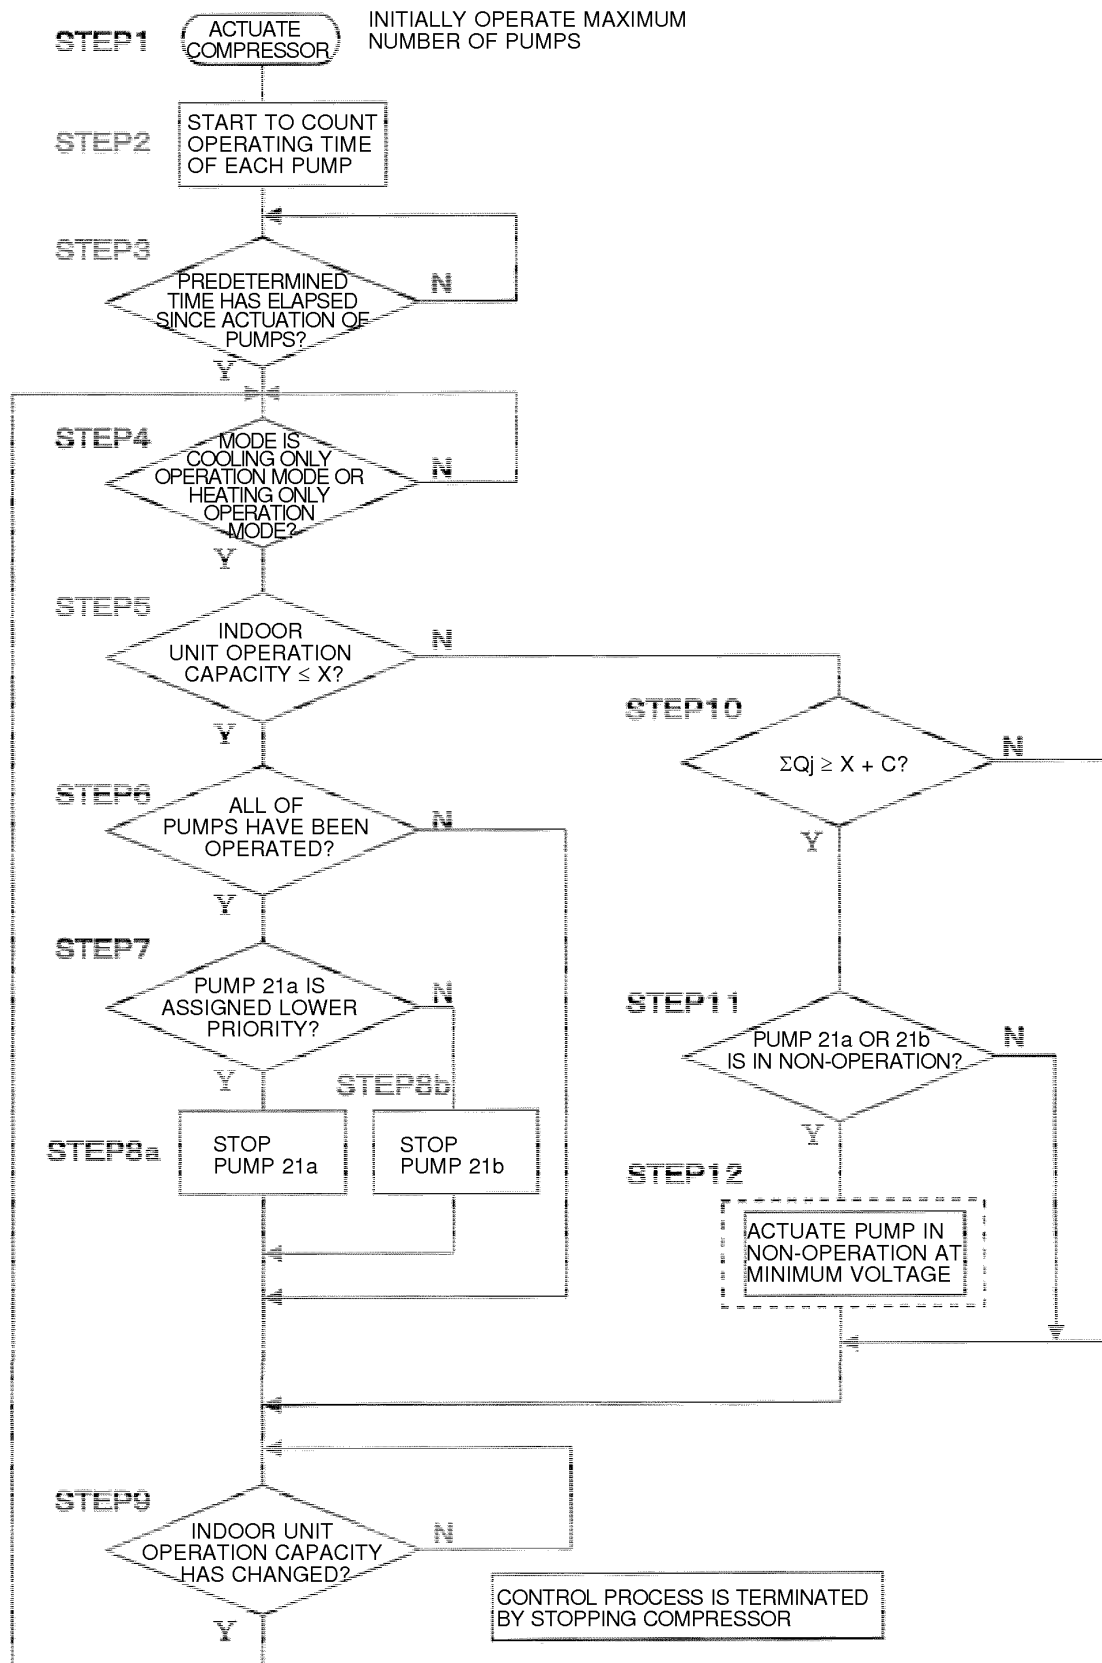 STEP1
ACTUATE
COMPRESSOR
INITIALLY OPERATE MAXIMUM
NUMBER OF PUMPS
STEP2
START TO COUNT
OPERATING TIME
OF EACH PUMP
STEP3
PREDETERMINED
TIME HAS ELAPSED
SINCE ACTUATION OF
PUMPS?
N
Y
STEP4
MODE IS
COOLING ONLY
OPERATION MODE OR
HEATING ONLY
OPERATION
MODE?
N
Y
STEP5
INDOOR
UNIT OPERATION
CAPACITY ≤ X?
N
Y
STEP10
ΣQj ≥ X + C?
N
Y
STEP6
ALL OF
PUMPS HAVE BEEN
OPERATED?
N
Y
STEP7
PUMP 21a IS
ASSIGNED LOWER
PRIORITY?
N
Y
STEP11
PUMP 21a OR 21b
IS IN NON-OPERATION?
N
Y
STEP8a
STOP
PUMP 21a
STEP8b
STOP
PUMP 21b
STEP12
ACTUATE PUMP IN
NON-OPERATION AT
MINIMUM VOLTAGE
STEP9
INDOOR UNIT
OPERATION CAPACITY
HAS CHANGED?
N
Y
CONTROL PROCESS IS TERMINATED
BY STOPPING COMPRESSOR